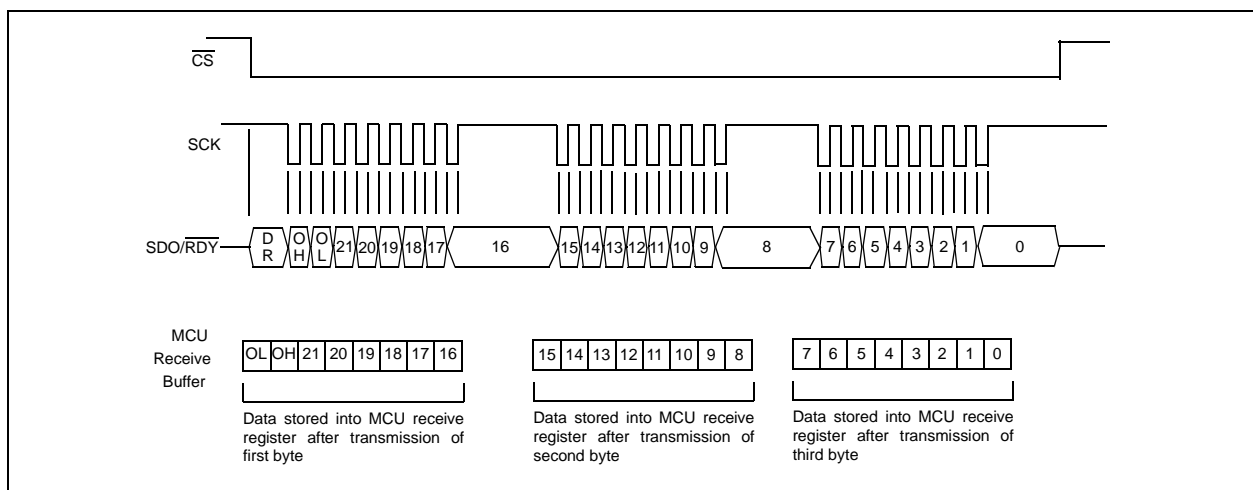 CS
SCK
SDO/RDY
D
R
O
H
O
L
21 20 19 18 17 16 15 14 13 12 11 10 9 8 7 6 5 4 3 2 1 0
MCU
Receive
Buffer
OL OH 21 20 19 18 17 16
15 14 13 12 11 10 9 8
7 6 5 4 3 2 1 0
Data stored into MCU receive
register after transmission of
first byte
Data stored into MCU receive
register after transmission of
second byte
Data stored into MCU receive
register after transmission of
third byte